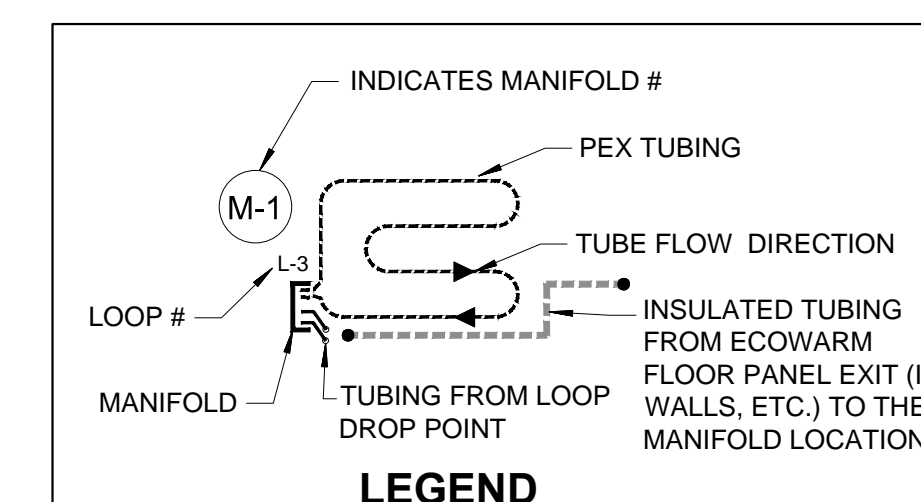 INDICATES MANIFOLD #
PEX TUBING
M-1
TUBE FLOW DIRECTION
L-3
LOOP #
INSULATED TUBING
FROM ECOWARM
FLOOR PANEL EXIT (I
WALLS, ETC.) TO THE
MANIFOLD LOCATION
MANIFOLD
TUBING FROM LOOP
DROP POINT
LEGEND